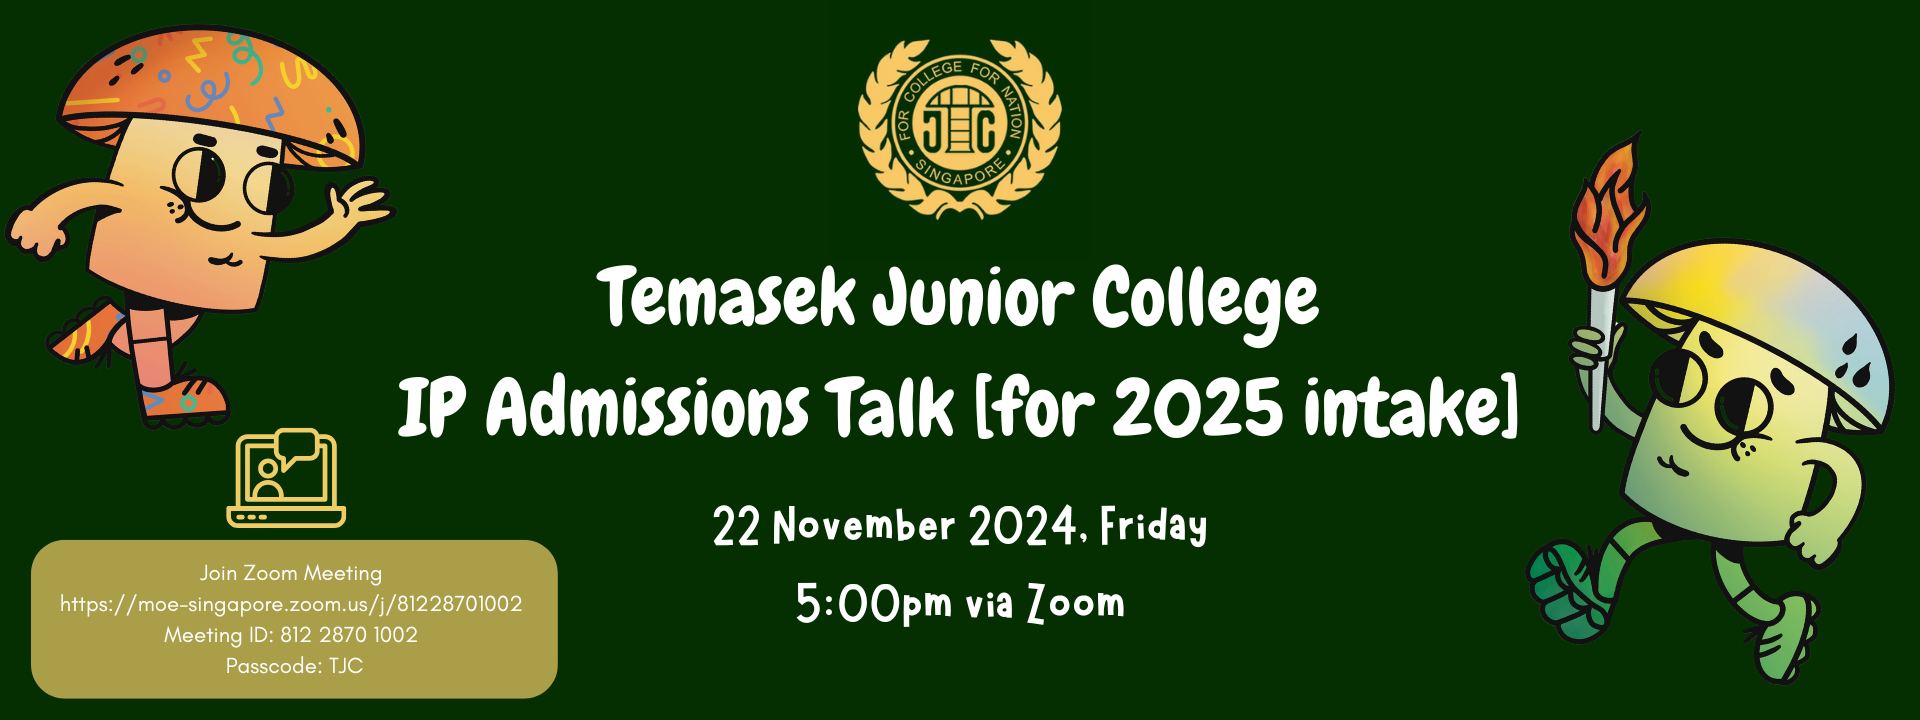 FOR COLLEGE FOR NATION
TJC
• SINGAPORE •
Temasek Junior College
IP Admissions Talk [for 2025 intake]
22 November 2024, Friday
5:00pm via Zoom
Join Zoom Meeting
https://moe-singapore.zoom.us/j/81228701002
Meeting ID: 812 2870 1002
Passcode: TJC